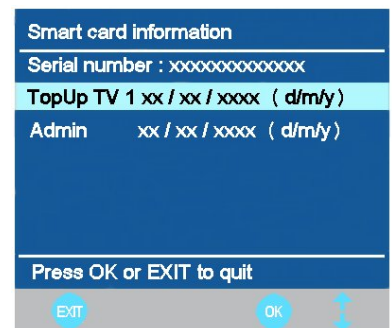 Smart card information
Serial number : xxxxxxxxxxxxx
TopUp TV 1 xx / xx / xxxx ( d/m/y )
Admin xx / xx / xxxx ( d/m/y )
Press OK or EXIT to quit
EXIT OK